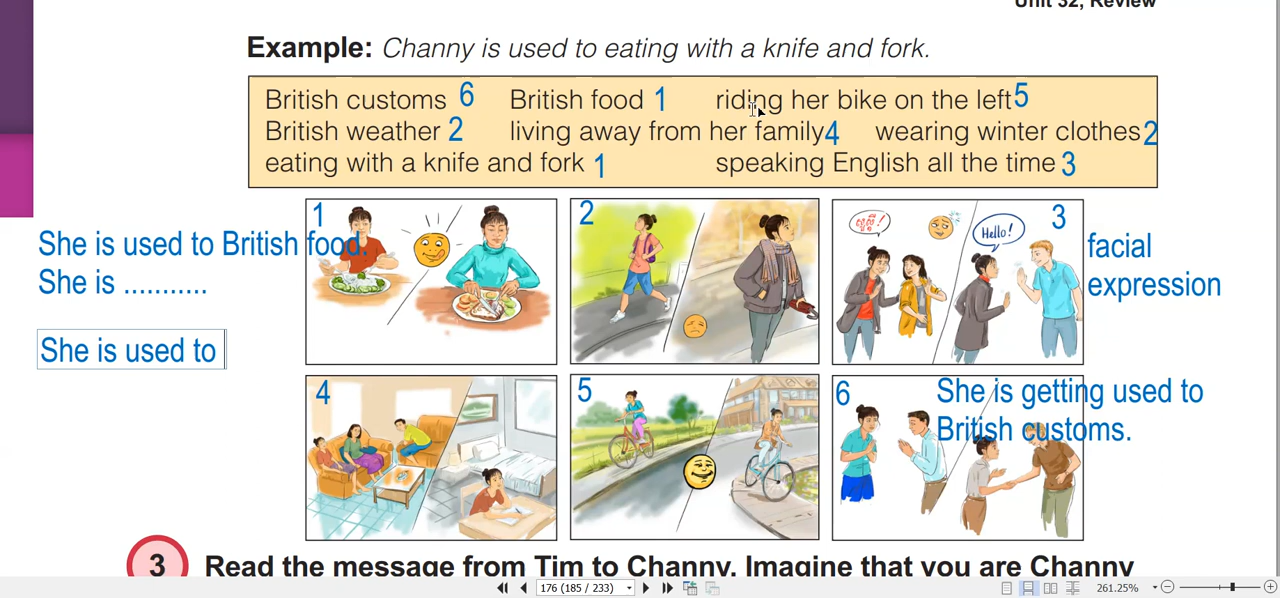 Unit 32, Review
Example: Channy is used to eating with a knife and fork.
British customs 6 British food 1 riding her bike on the left 5
British weather 2 living away from her family 4 wearing winter clothes 2
eating with a knife and fork 1 speaking English all the time 3
1
2
3
ហ្អូ!
Hello!
She is used to British food.
She is ...........
She is used to
facial
expression
4
5
6
She is getting used to
British customs.
3 Read the message from Tim to Channy. Imagine that you are Channy
176 (185 / 233)
261.25%